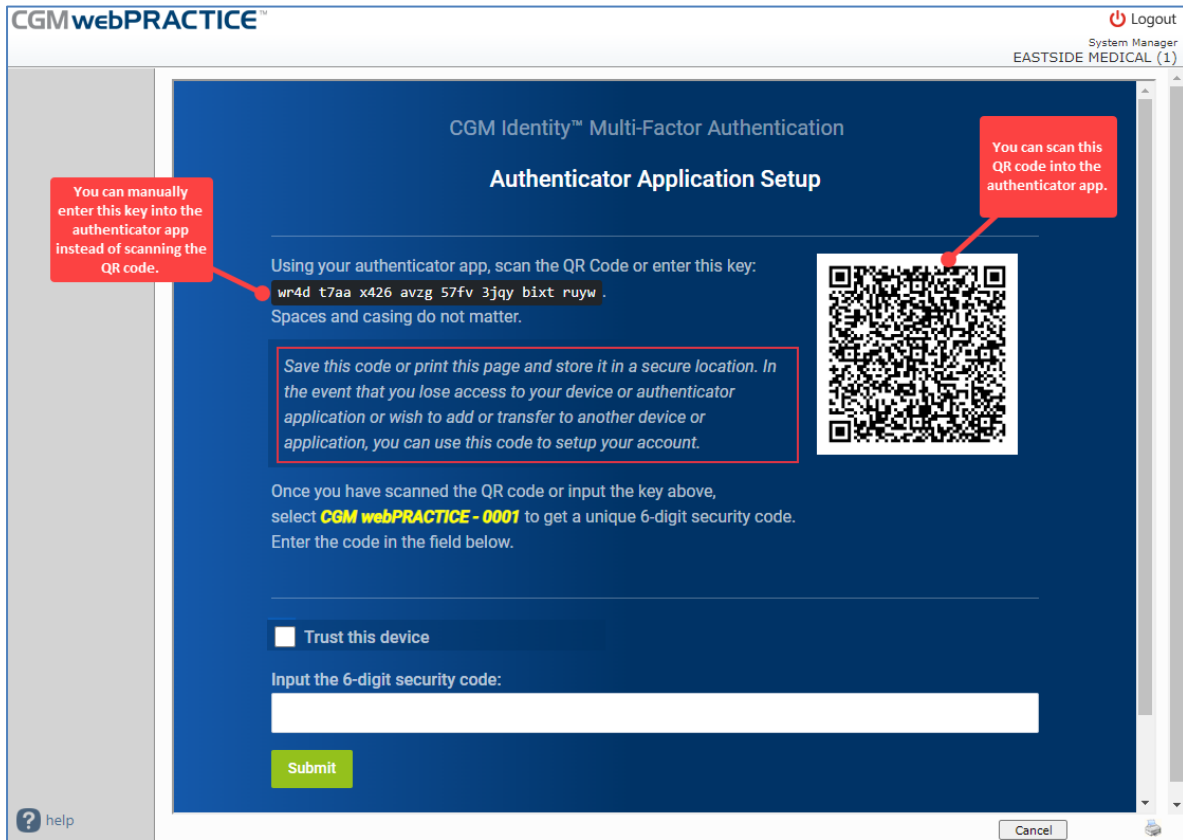 CGM webPRACTICE™
Logout
System Manager
EASTSIDE MEDICAL (1)
CGM Identity™ Multi-Factor Authentication
Authenticator Application Setup
You can scan this
QR code into the
authenticator app.
You can manually
enter this key into the
authenticator app
instead of scanning the
QR code.
Using your authenticator app, scan the QR Code or enter this key:
wr4d t7aa x426 avzg 57fv 3jqy bixt ruyw .
Spaces and casing do not matter.
Save this code or print this page and store it in a secure location. In
the event that you lose access to your device or authenticator
application or wish to add or transfer to another device or
application, you can use this code to setup your account.
Once you have scanned the QR code or input the key above,
select CGM webPRACTICE - 0001 to get a unique 6-digit security code.
Enter the code in the field below.
Trust this device
Input the 6-digit security code:
Submit
? help
Cancel